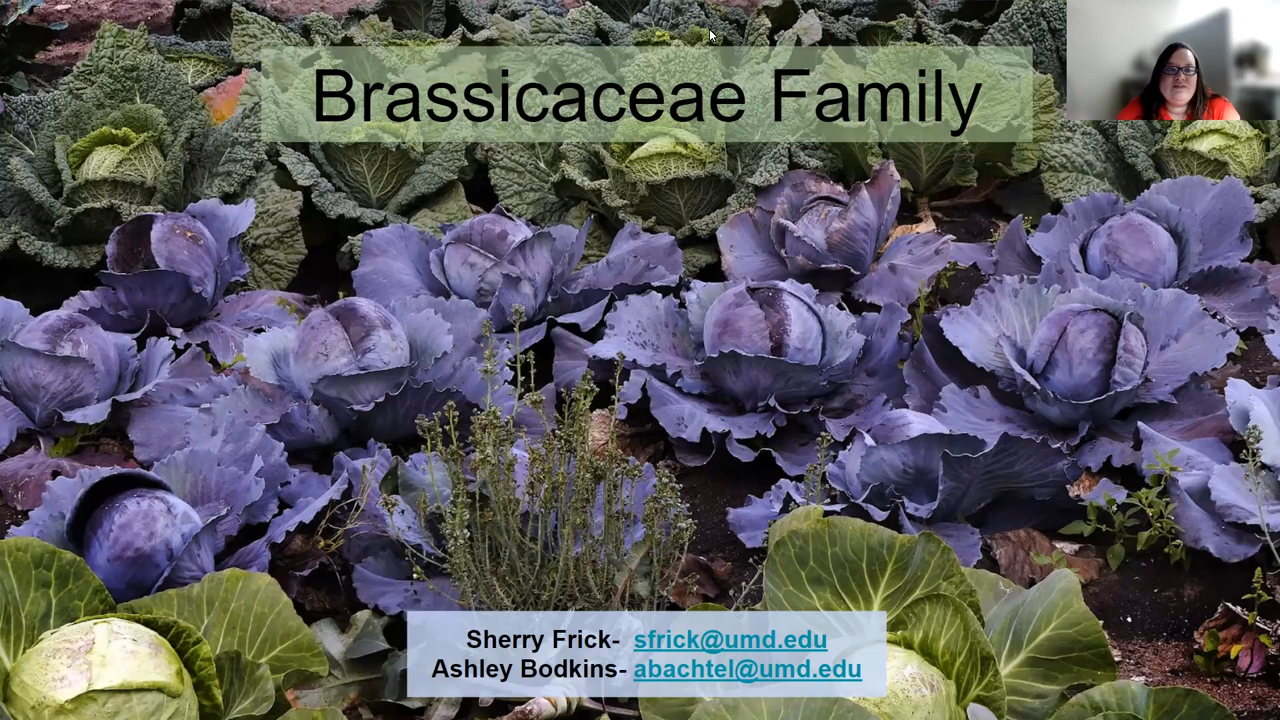 Brassicaceae Family
Sherry Frick- sfrick@umd.edu
Ashley Bodkins- abachtel@umd.edu